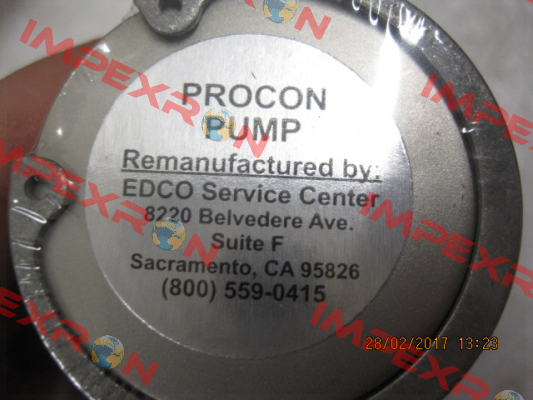 PROCON
PUMP
Remanufactured by:
EDCO Service Center
8220 Belvedere Ave.
Suite F
Sacramento, CA 95826
(800) 559-0415
28/02/2017 13:23
IMPEXRON
IMPEXRON
IMPEXRON
IMPEXRON
IMPEXRON
IMPEXRON